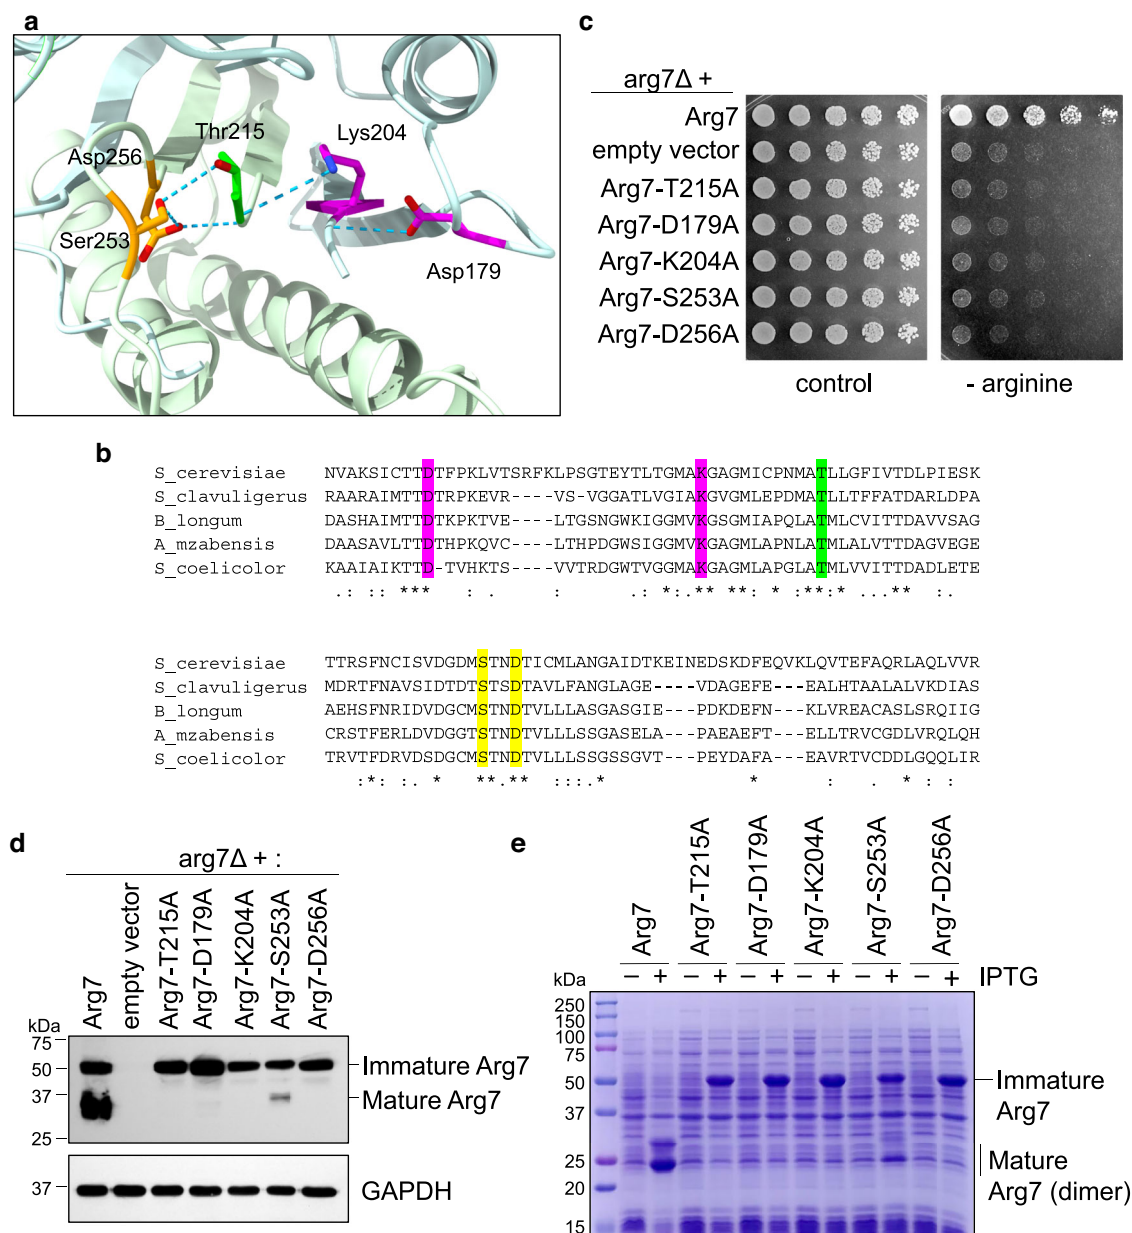 a
Thr215
Lys204
Asp256
Ser253
Asp179
c
arg7Δ +
Arg7
empty vector
Arg7-T215A
Arg7-D179A
Arg7-K204A
Arg7-S253A
Arg7-D256A
control
- arginine
b
S_cerevisiae NVAKSICTTDTFPKLVTSRFKLPSGTEYTLTGMAKGAGMICPNMATLLGFIVTDLPIESK
S_clavuligerus RAARAIMTTDTRPKEVR----VS-VGGATLVGIAKGVGMLEPDMATLLTFFATDARLDPA
B_longum DASHAIMTTDTKPKTVE----LTGSNGWKIGGMVKGSGMIAPQLATMLCVITTDAVVSAG
A_mzabensis DAASAVLTTDTHPKQVC----LTHPDGWSIGGMVKGAGMLAPNLATMLALVTTDAGVEGE
S_coelicolor KAAIAIKTTD-TVHKTS----VVTRDGWTVGGMAKGAGMLAPGLATMLVVITTDADLETE
.: :: *** : . .: *:.** ** * : **:* ...** :.
S_cerevisiae TTRSFNCISVDGDMSTNDTICMLANGAIDTKEINEDSKDFEQVKLQVTEFAQRLAQLVVR
S_clavuligerus MDRTFNAVSIDTDTSTSDTAVLFANGLAGE----VDAGEFE----EALHTAALALVKDIAS
B_longum AEHSFNRIDVDGCMSTNDTVLLLASGASGIE---PDKDEFN---KLVREACASLSRQIIG
A_mzabensis CRSTFERLDVDGGTSTNDTVLLLSSGASELA---PAEAEFT---ELLTRVCGDLVRQLQH
S_coelicolor TRVTFDRVDSDGCMSTNDTVLLLSSGSSGVT---PEYDAFA---EAVRTVCDDLGQQLIR
:*: :. * **.** ::::* * : . * :.
d
arg7Δ + :
Arg7
empty vector
Arg7-T215A
Arg7-D179A
Arg7-K204A
Arg7-S253A
Arg7-D256A
kDa
75
50
37
25
Immature Arg7
Mature Arg7
37
GAPDH
e
Arg7
Arg7-T215A
Arg7-D179A
Arg7-K204A
Arg7-S253A
Arg7-D256A
kDa
− + − + − + − + − + − + IPTG
250
150
100
75
50
37
25
20
15
Immature
Arg7
Mature
Arg7 (dimer)